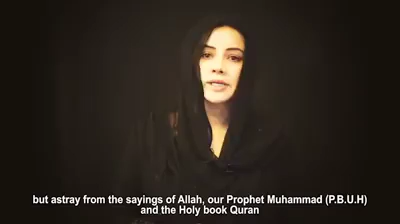 but astray from the sayings of Allah, our Prophet Muhammad (P.B.U.H)
and the Holy book Quran